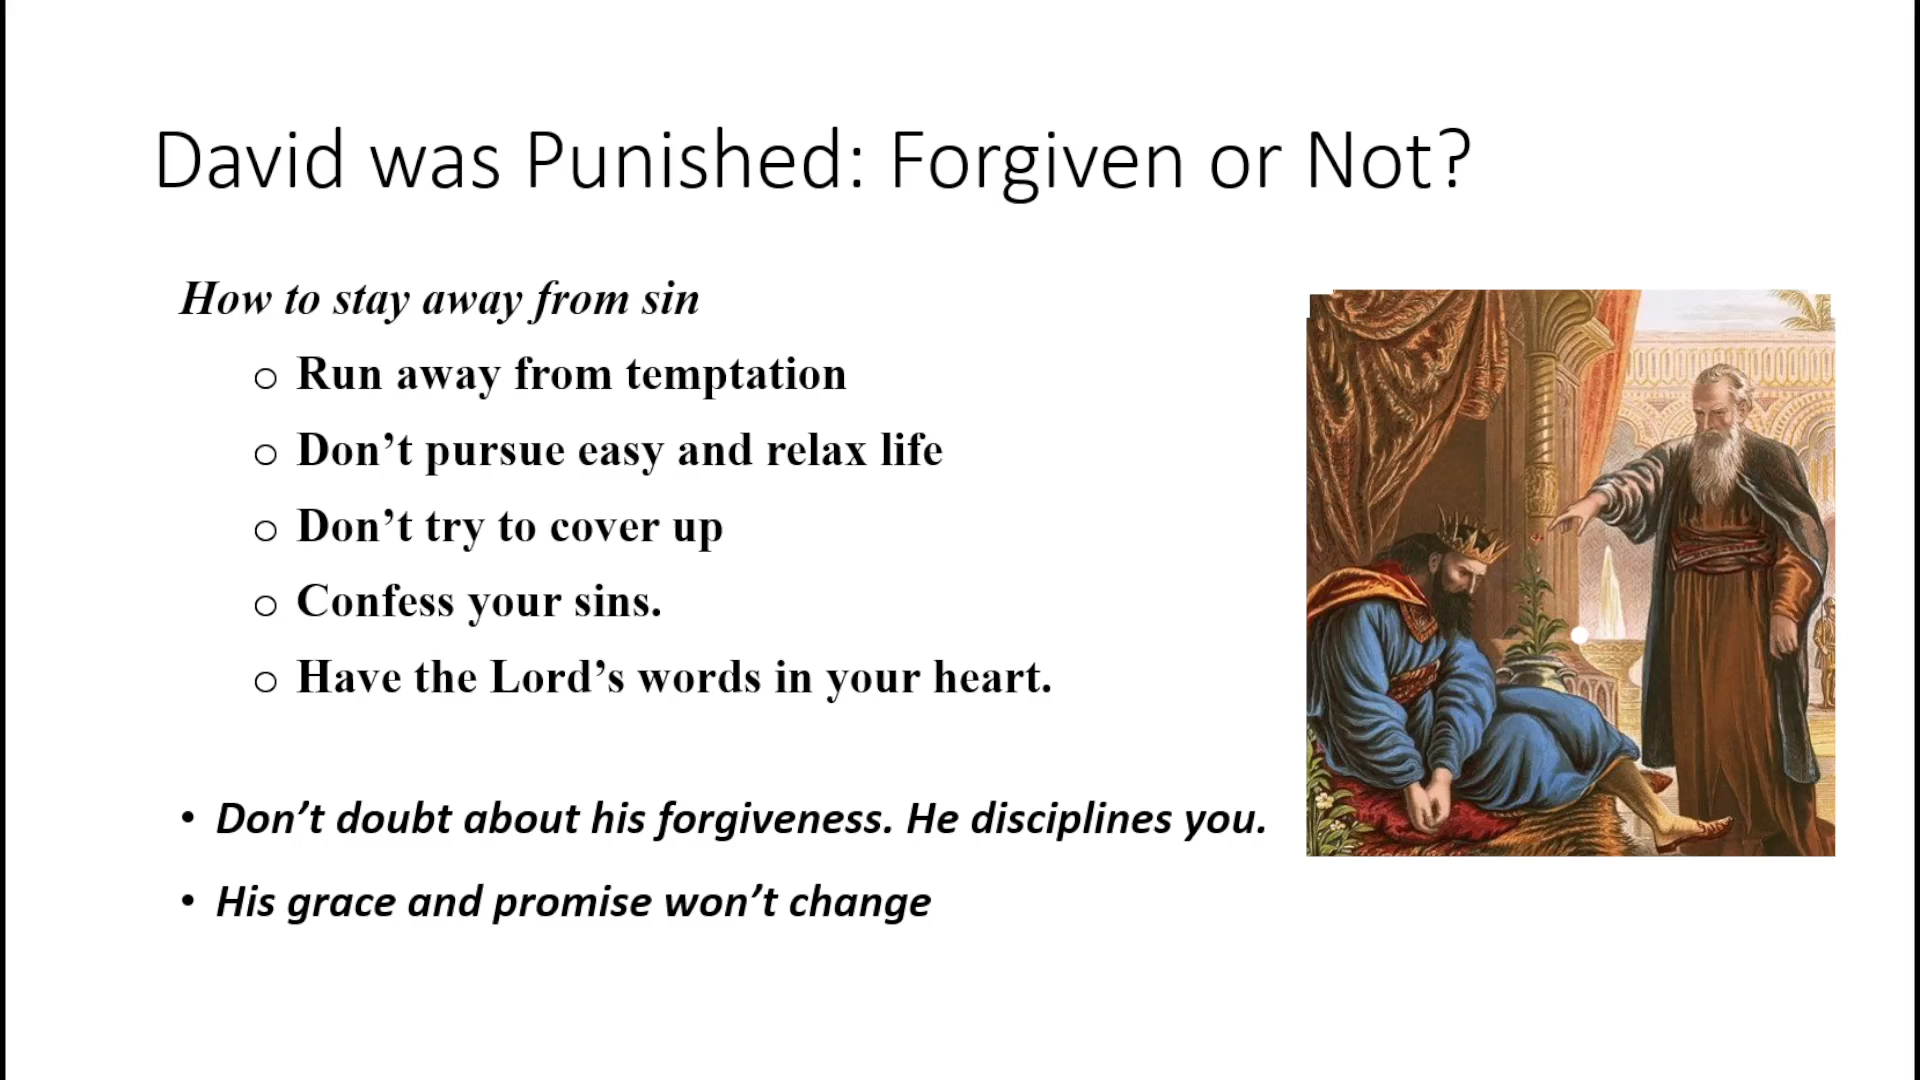 David was Punished: Forgiven or Not?
How to stay away from sin
o Run away from temptation
o Don’t pursue easy and relax life
o Don’t try to cover up
o Confess your sins.
o Have the Lord’s words in your heart.
• Don’t doubt about his forgiveness. He disciplines you.
• His grace and promise won’t change